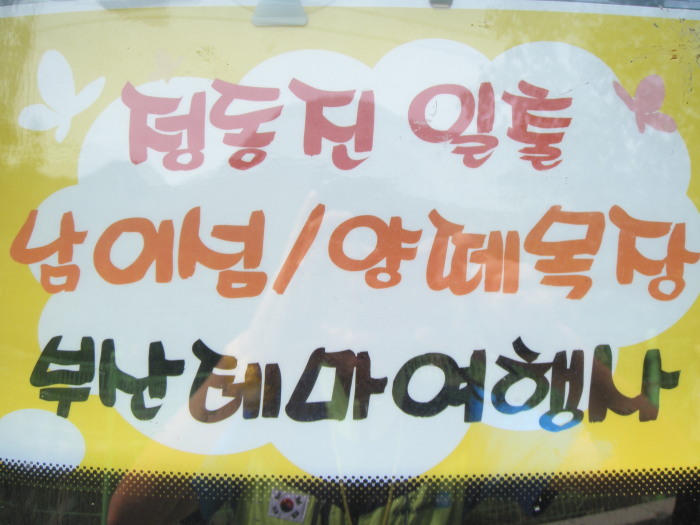 정동진 일출
남이섬/양떼목장
부산테마여행사